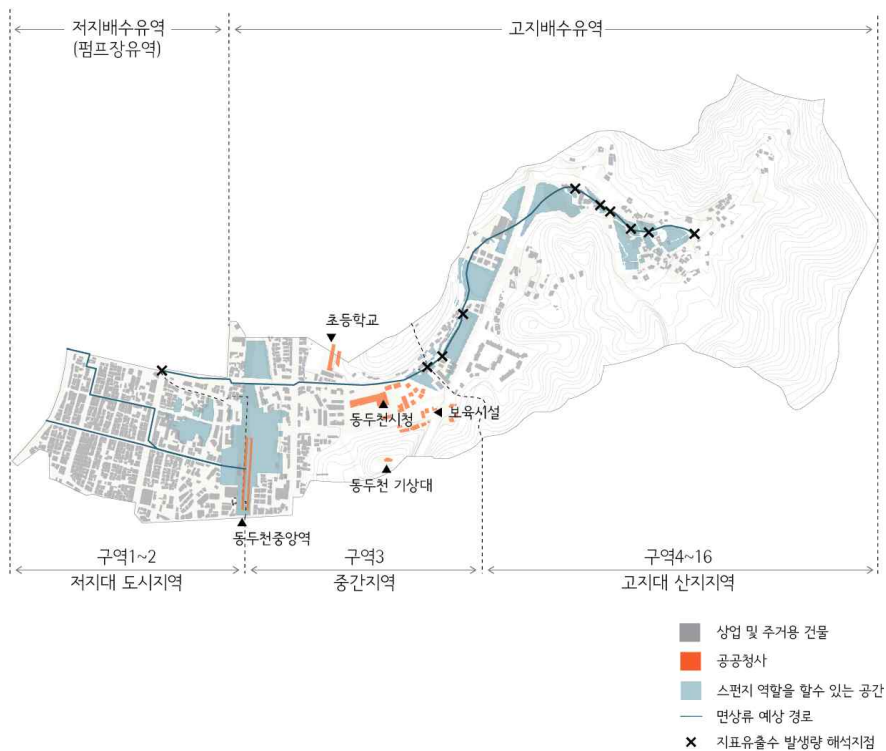 저지배수유역
(펌프장유역)
고지배수유역
초등학교
동두천시청
보육시설
동두천 기상대
동두천중앙역
구역1~2
저지대 도시지역
구역3
중간지역
구역4~16
고지대 산지지역
상업 및 주거용 건물
공공청사
스펀지 역할을 할수 있는 공간
면상류 예상 경로
지표유출수 발생량 해석지점